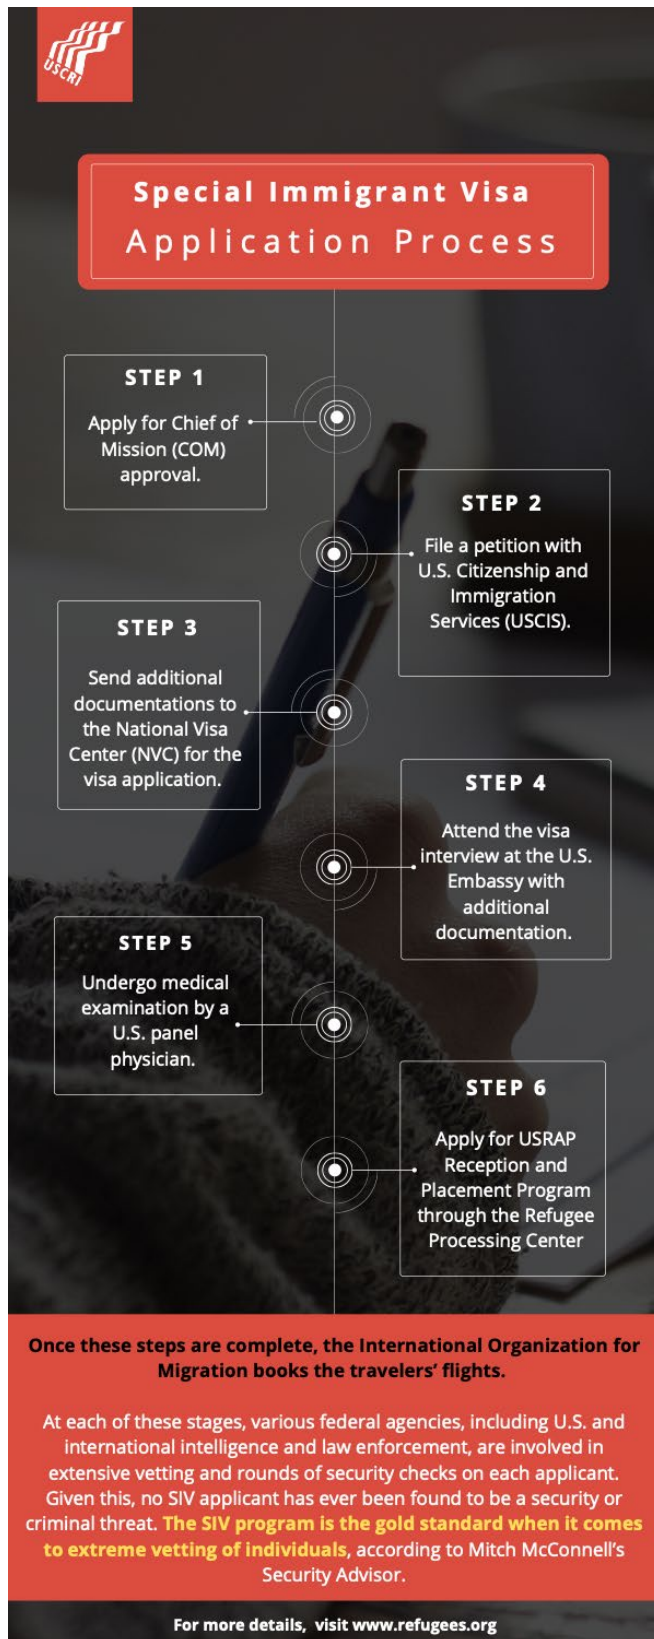 USCRI
Special Immigrant Visa
Application Process
STEP 1
Apply for Chief of
Mission (COM)
approval.
STEP 2
File a petition with
U.S. Citizenship and
Immigration
Services (USCIS).
STEP 3
Send additional
documentations to
the National Visa
Center (NVC) for the
visa application.
STEP 4
Attend the visa
interview at the U.S.
Embassy with
additional
documentation.
STEP 5
Undergo medical
examination by a
U.S. panel
physician.
STEP 6
Apply for USRAP
Reception and
Placement Program
through the Refugee
Processing Center
Once these steps are complete, the International Organization for
Migration books the travelers’ flights.
At each of these stages, various federal agencies, including U.S. and
international intelligence and law enforcement, are involved in
extensive vetting and rounds of security checks on each applicant.
Given this, no SIV applicant has ever been found to be a security or
criminal threat. The SIV program is the gold standard when it comes
to extreme vetting of individuals, according to Mitch McConnell’s
Security Advisor.
For more details, visit www.refugees.org